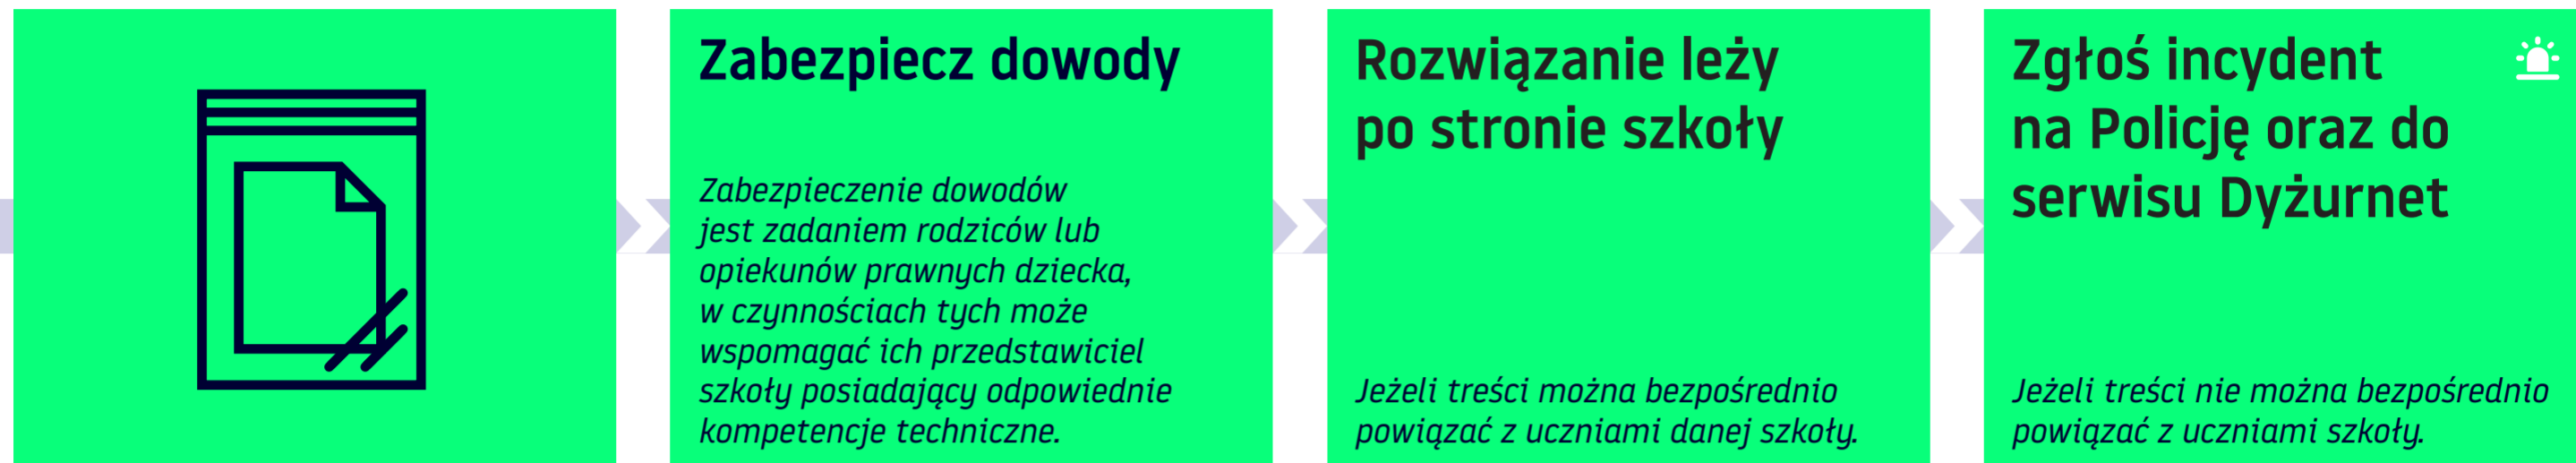 Zabezpiecz dowody
Zabezpieczenie dowodów
jest zadaniem rodziców lub
opiekunów prawnych dziecka,
w czynnościach tych może
wspomagać ich przedstawiciel
szkoły posiadający odpowiednie
kompetencje techniczne.
Rozwiązanie leży
po stronie szkoły
Jeżeli treści można bezpośrednio
powiązać z uczniami danej szkoły.
Zgłoś incydent
na Policję oraz do
serwisu Dyżurnet
Jeżeli treści nie można bezpośrednio
powiązać z uczniami szkoły.